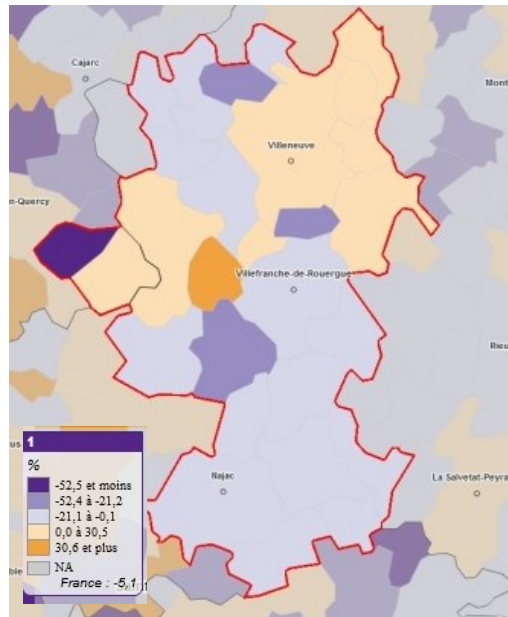 Cajarc
Mont
Villeneuve
n-Quercy
Villefranche-de-Rouergue
Rieu
1
%
-52,5 et moins
-52,4 à -21,2
-21,1 à -0,1
0,0 à 30,5
30,6 et plus
NA
France : -5,1
Najac
La Salvetat-Peyra